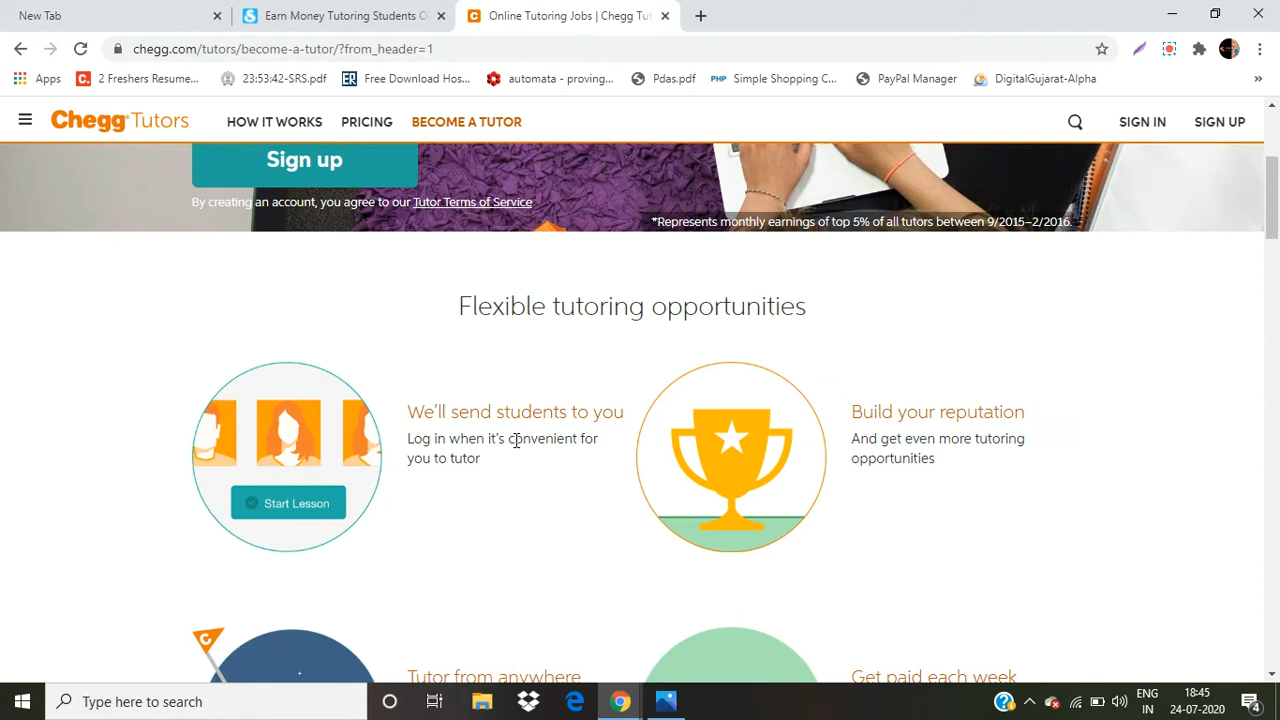 New Tab
Earn Money Tutoring Students O
Online Tutoring Jobs | Chegg Tut
chegg.com/tutors/become-a-tutor/?from_header=1
Apps
2 Freshers Resume...
23:53:42-SRS.pdf
Free Download Hos...
automata - proving...
Pdas.pdf
PHP Simple Shopping C...
PayPal Manager
DigitalGujarat-Alpha
»
Chegg Tutors
HOW IT WORKS
PRICING
BECOME A TUTOR
SIGN IN
SIGN UP
Sign up
By creating an account, you agree to our Tutor Terms of Service
*Represents monthly earnings of top 5% of all tutors between 9/2015–2/2016.
Flexible tutoring opportunities
Start Lesson
We'll send students to you
Log in when it's convenient for
you to tutor
Build your reputation
And get even more tutoring
opportunities
Tutor from anywhere
Get paid each week
Type here to search
ENG
IN
18:45
24-07-2020
4